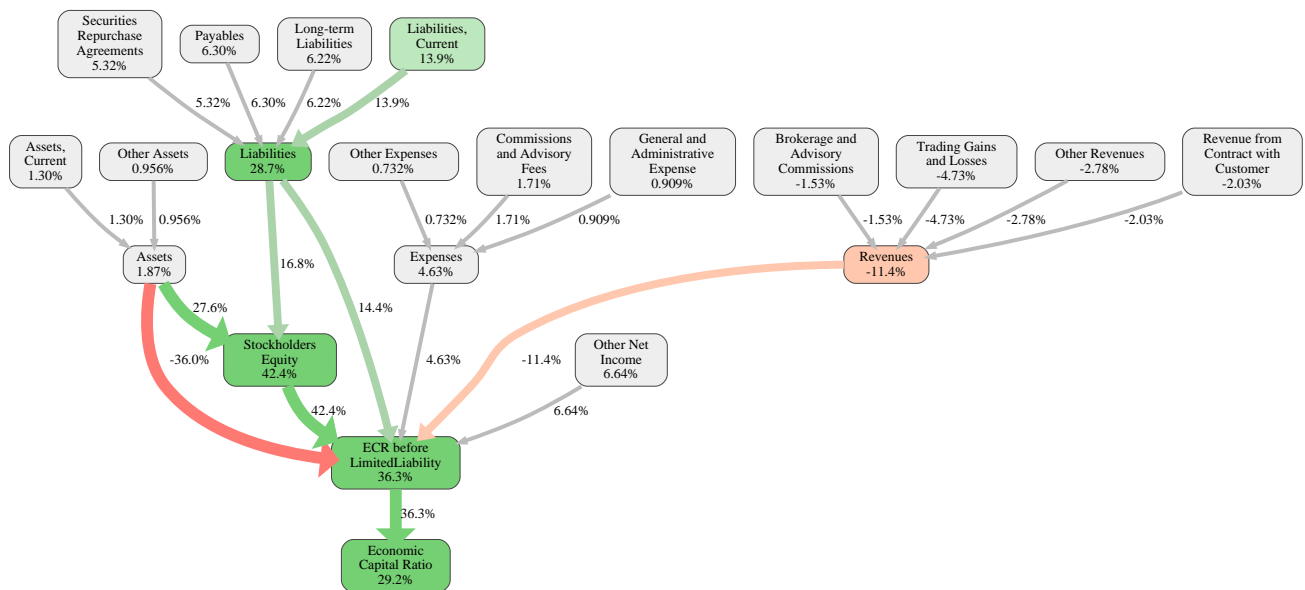 Securities
Repurchase
Agreements
5.32%
Payables
6.30%
Long-term
Liabilities
6.22%
Liabilities,
Current
13.9%
5.32%
6.30%
6.22%
13.9%
Assets,
Current
1.30%
Other Assets
0.956%
Liabilities
28.7%
Other Expenses
0.732%
Commissions
and Advisory
Fees
1.71%
General and
Administrative
Expense
0.909%
Brokerage and
Advisory
Commissions
-1.53%
Trading Gains
and Losses
-4.73%
Other Revenues
-2.78%
Revenue from
Contract with
Customer
-2.03%
1.30%
0.956%
0.732%
1.71%
0.909%
-1.53%
-4.73%
-2.78%
-2.03%
Assets
1.87%
16.8%
Expenses
4.63%
Revenues
-11.4%
27.6%
14.4%
Stockholders
Equity
42.4%
-36.0%
4.63%
-11.4%
Other Net
Income
6.64%
42.4%
6.64%
ECR before
LimitedLiability
36.3%
36.3%
Economic
Capital Ratio
29.2%